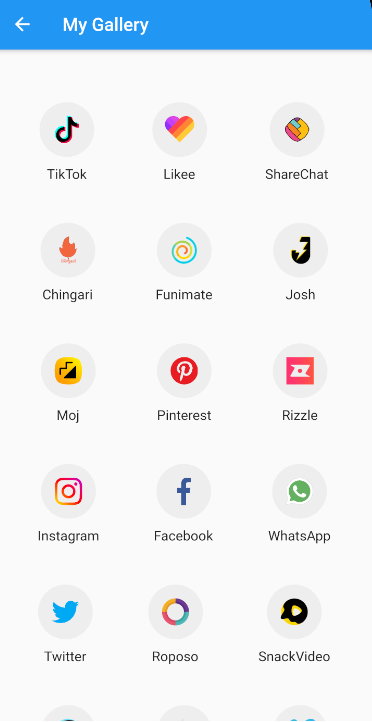 My Gallery
TikTok
Likee
ShareChat
Chingari
Funimate
Josh
Moj
Pinterest
Rizzle
Instagram
Facebook
WhatsApp
Twitter
Roposo
SnackVideo